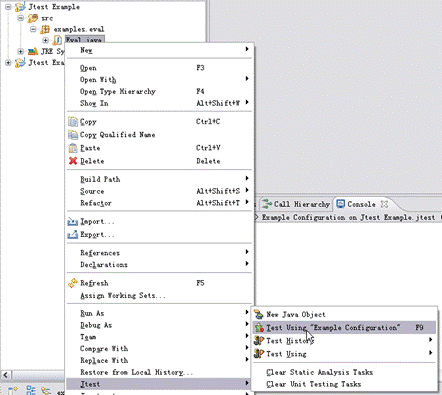 Jtest Example
src
examples.eval
Eval.java
JRE Sy
Jtest Exa
New
Open F3
Open With
Open Type Hierarchy F4
Show In Alt+Shift+W
Copy Ctrl+C
Copy Qualified Name
Paste Ctrl+V
Delete Delete
Build Path
Source Alt+Shift+S
Refactor Alt+Shift+T
Import...
Export...
References
Declarations
Refresh F5
Assign Working Sets...
Run As
Debug As
Team
Compare With
Replace With
Restore from Local History...
Jtest
Call Hierarchy
Console
Example Configuration on Jtest Example.jtest
New Java Object
Test Using "Example Configuration" F9
Test History
Test Using
Clear Static Analysis Tasks
Clear Unit Testing Tasks